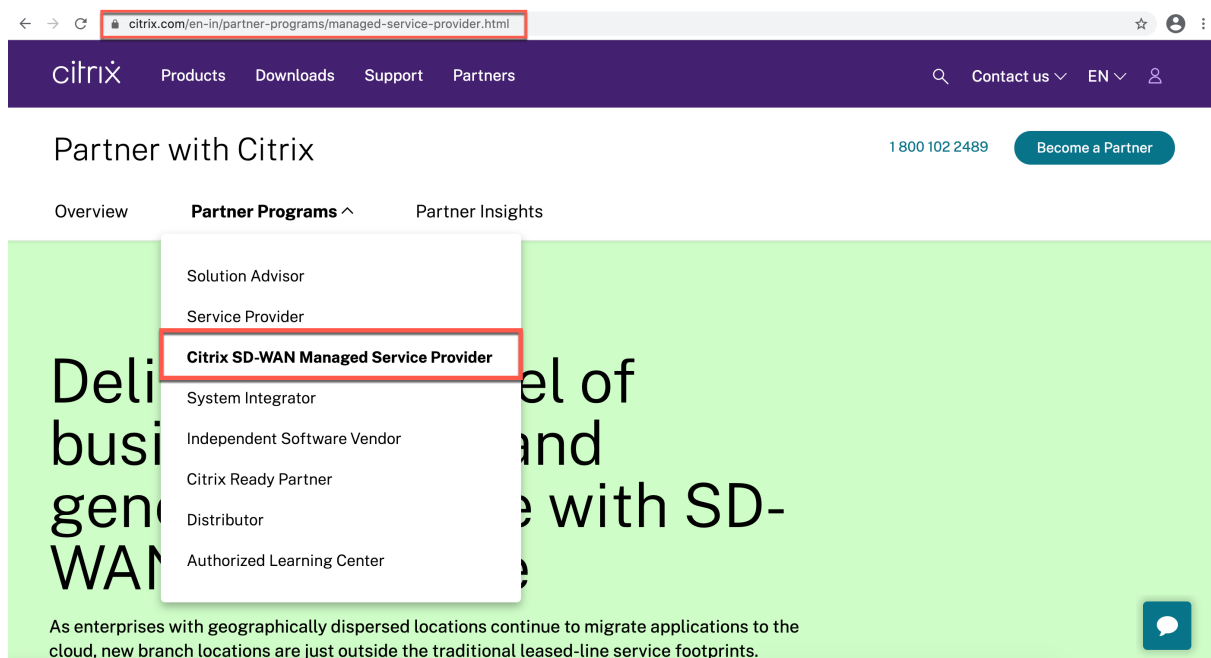 citrix.com/en-in/partner-programs/managed-service-provider.html
citrix Products Downloads Support Partners Contact us EN
Partner with Citrix 1 800 102 2489 Become a Partner
Overview Partner Programs Partner Insights
Solution Advisor
Service Provider
Citrix SD-WAN Managed Service Provider
System Integrator
Independent Software Vendor
Citrix Ready Partner
Distributor
Authorized Learning Center
Deli el of
busi and
gen e with SD-
WAN e
As enterprises with geographically dispersed locations continue to migrate applications to the
cloud, new branch locations are just outside the traditional leased-line service footprints.